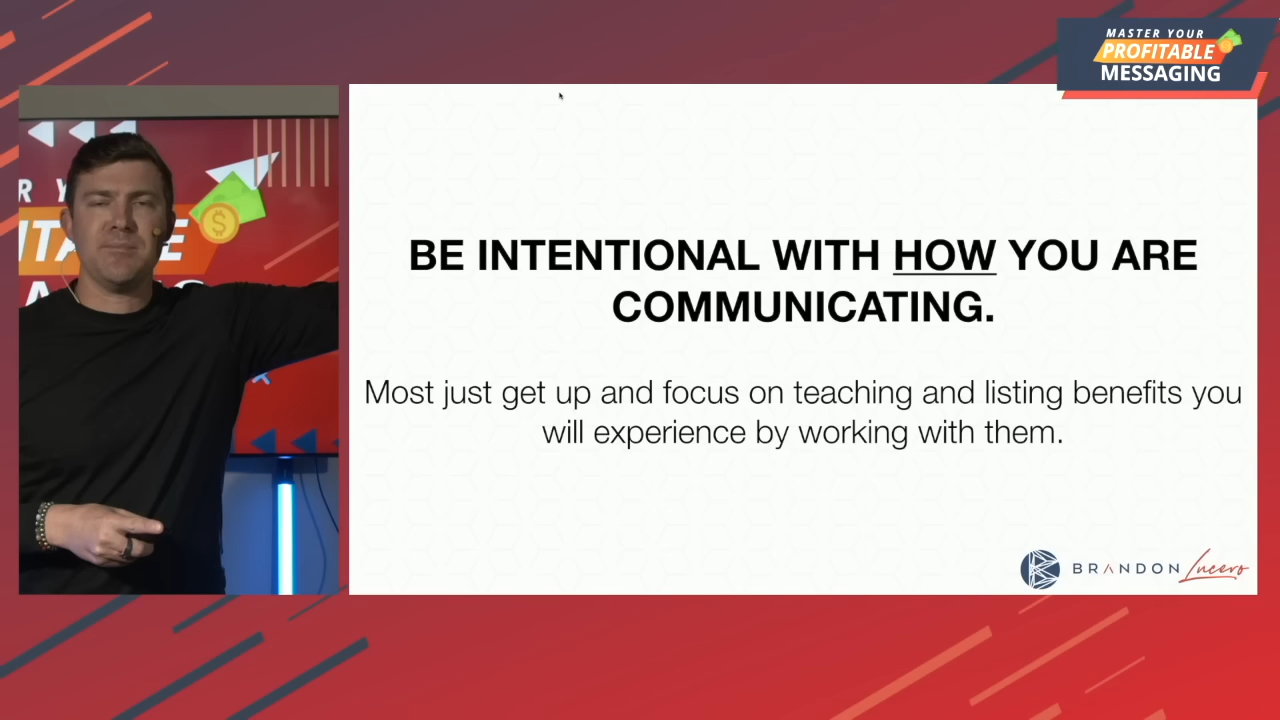 MASTER YOUR
PROFITABLE
MESSAGING
BE INTENTIONAL WITH HOW YOU ARE
COMMUNICATING.
Most just get up and focus on teaching and listing benefits you
will experience by working with them.
BRANDON Lucero